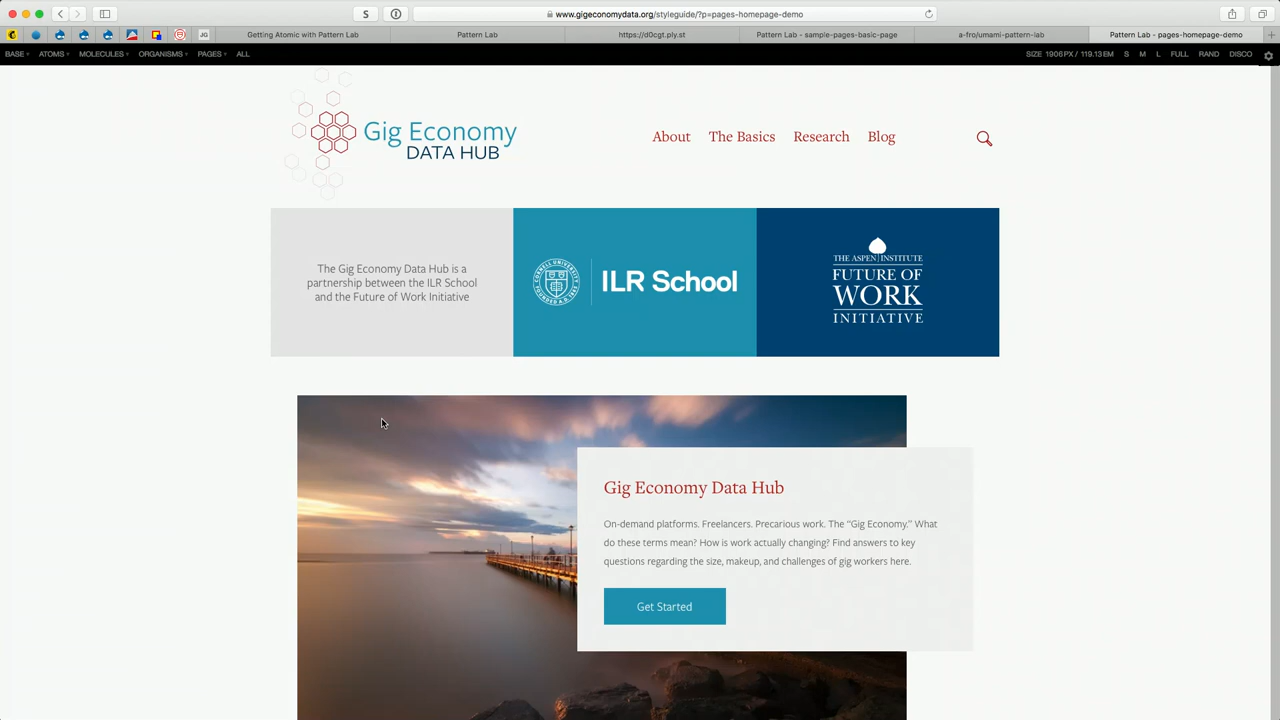 S
www.gigeconomydata.org/styleguide/?p=pages-homepage-demo
JG
Getting Atomic with Pattern Lab
Pattern Lab
https://d0cgt.ply.st
Pattern Lab - sample-pages-basic-page
a-fro/umami-pattern-lab
Pattern Lab - pages-homepage-demo
BASE
ATOMS
MOLECULES
ORGANISMS
PAGES
ALL
SIZE 1906PX / 119.13EM
S
M
L
FULL
RAND
DISCO
Gig Economy
DATA HUB
About
The Basics
Research
Blog
The Gig Economy Data Hub is a
partnership between the ILR School
and the Future of Work Initiative
ILR School
THE ASPEN INSTITUTE
FUTURE OF
WORK
INITIATIVE
Gig Economy Data Hub
On-demand platforms. Freelancers. Precarious work. The “Gig Economy.” What
do these terms mean? How is work actually changing? Find answers to key
questions regarding the size, makeup, and challenges of gig workers here.
Get Started